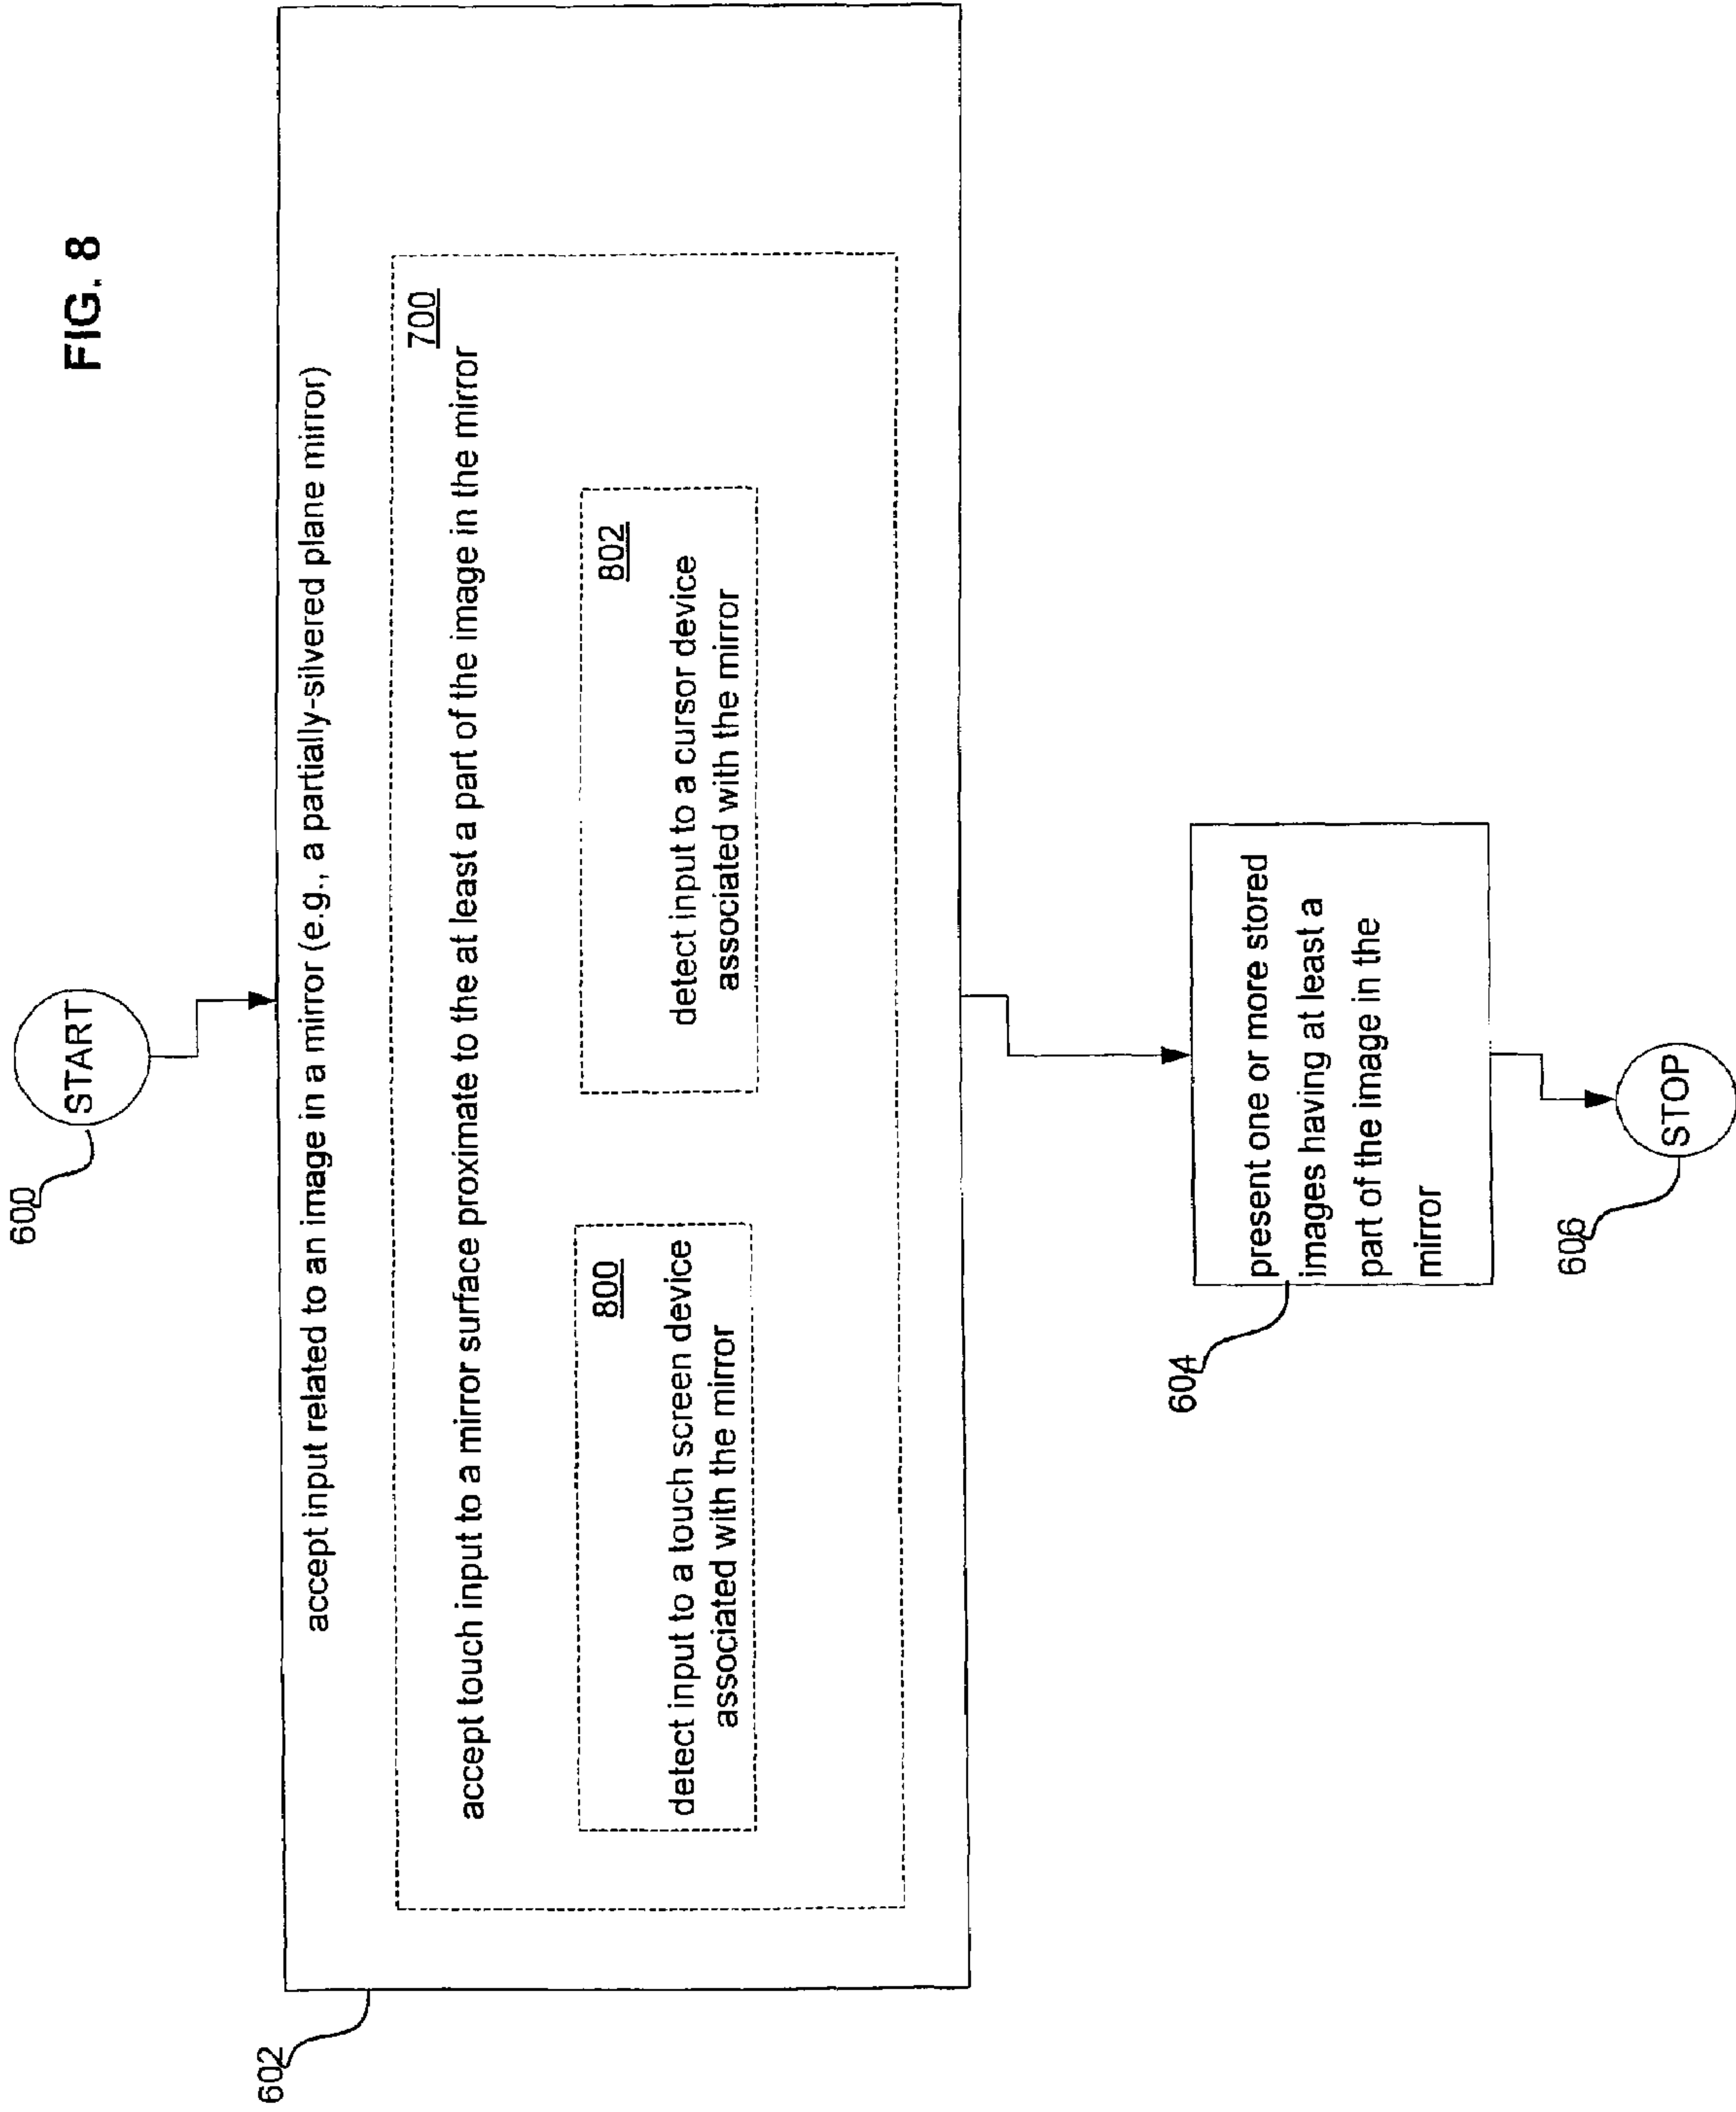 FIG. 8
600
START
602
accept input related to an image in a mirror (e.g., a partially-silvered plane mirror)
700
accept touch input to a mirror surface proximate to the at least a part of the image in the mirror
800
detect input to a touch screen device
associated with the mirror
802
detect input to a cursor device
associated with the mirror
604
present one or more stored
images having at least a
part of the image in the
mirror
606
STOP